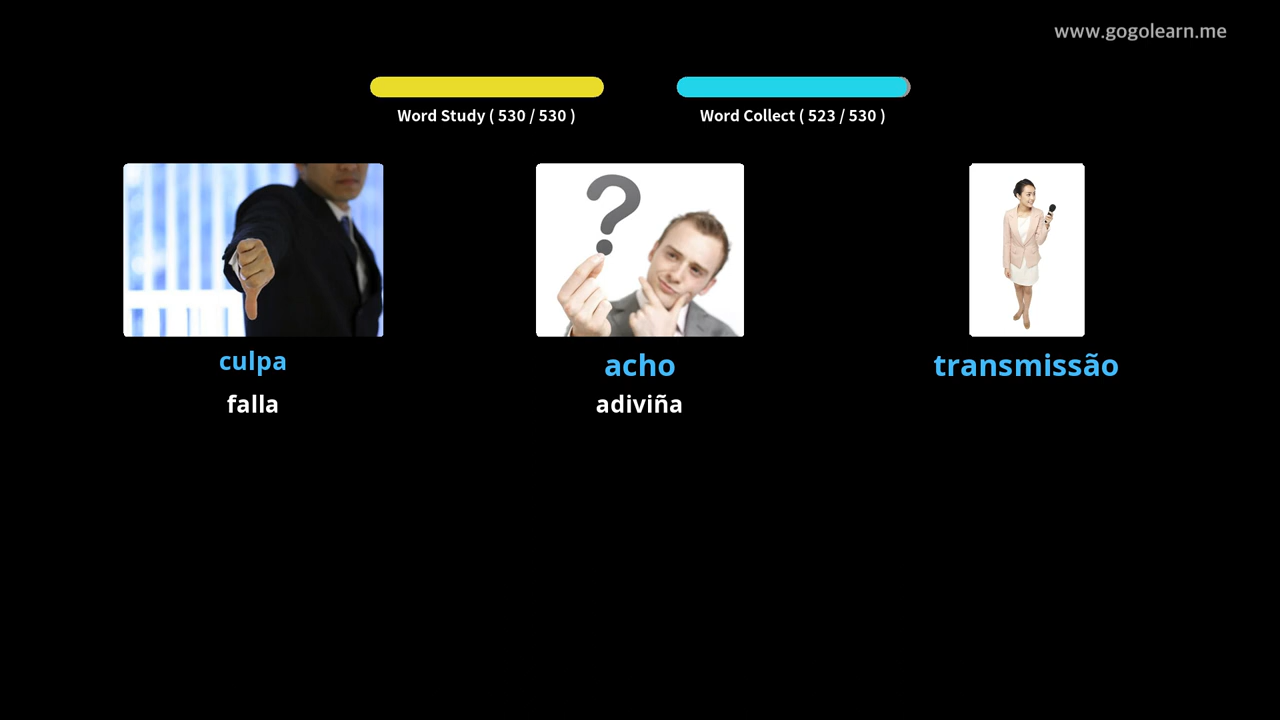 www.gogolearn.me
Word Study ( 530 / 530 )
Word Collect ( 523 / 530 )
culpa
falla
acho
adiviña
transmissão